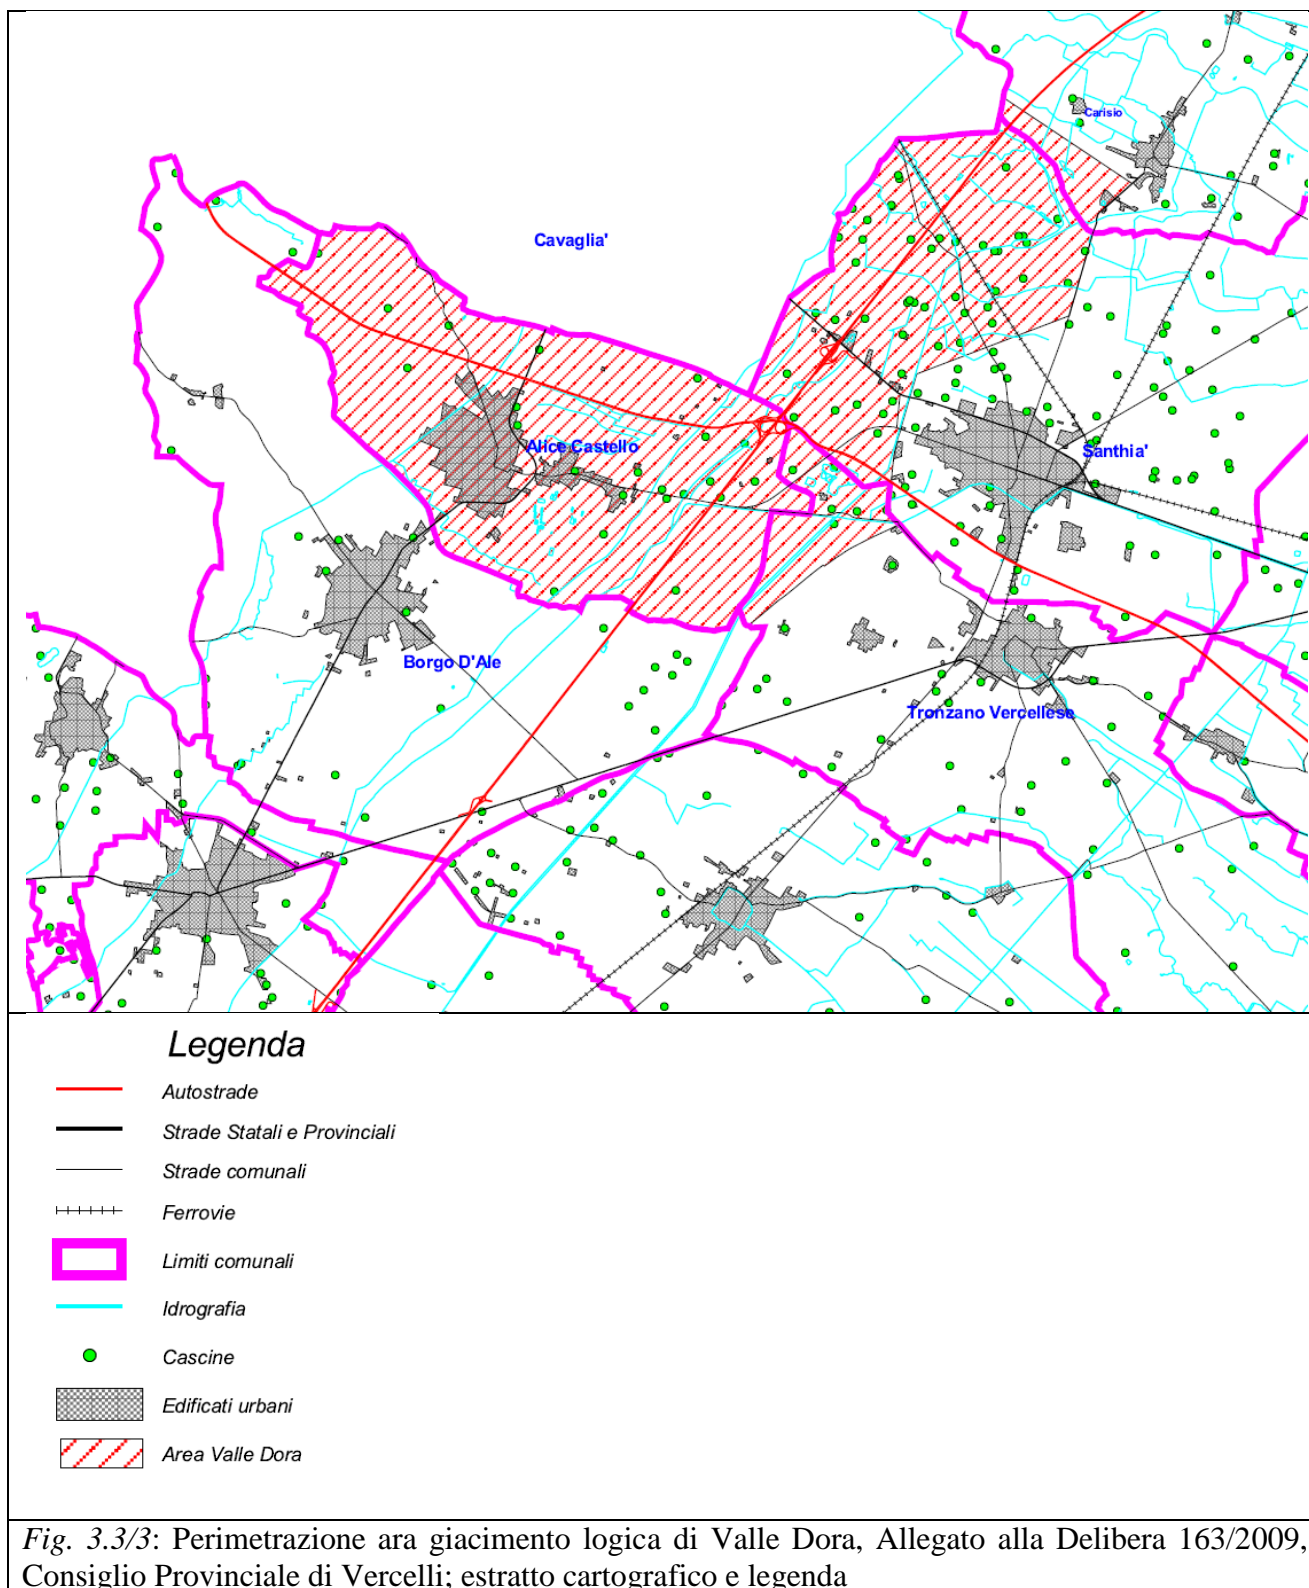 Carisio
Cavaglia'
Alice Castello
Santhia'
Borgo D'Ale
Tronzano Vercellese
Legenda
Autostrade
Strade Statali e Provinciali
Strade comunali
Ferrovie
Limiti comunali
Idrografia
Cascine
Edificati urbani
Area Valle Dora
Fig. 3.3/3: Perimetrazione ara giacimento logica di Valle Dora, Allegato alla Delibera 163/2009,
Consiglio Provinciale di Vercelli; estratto cartografico e legenda